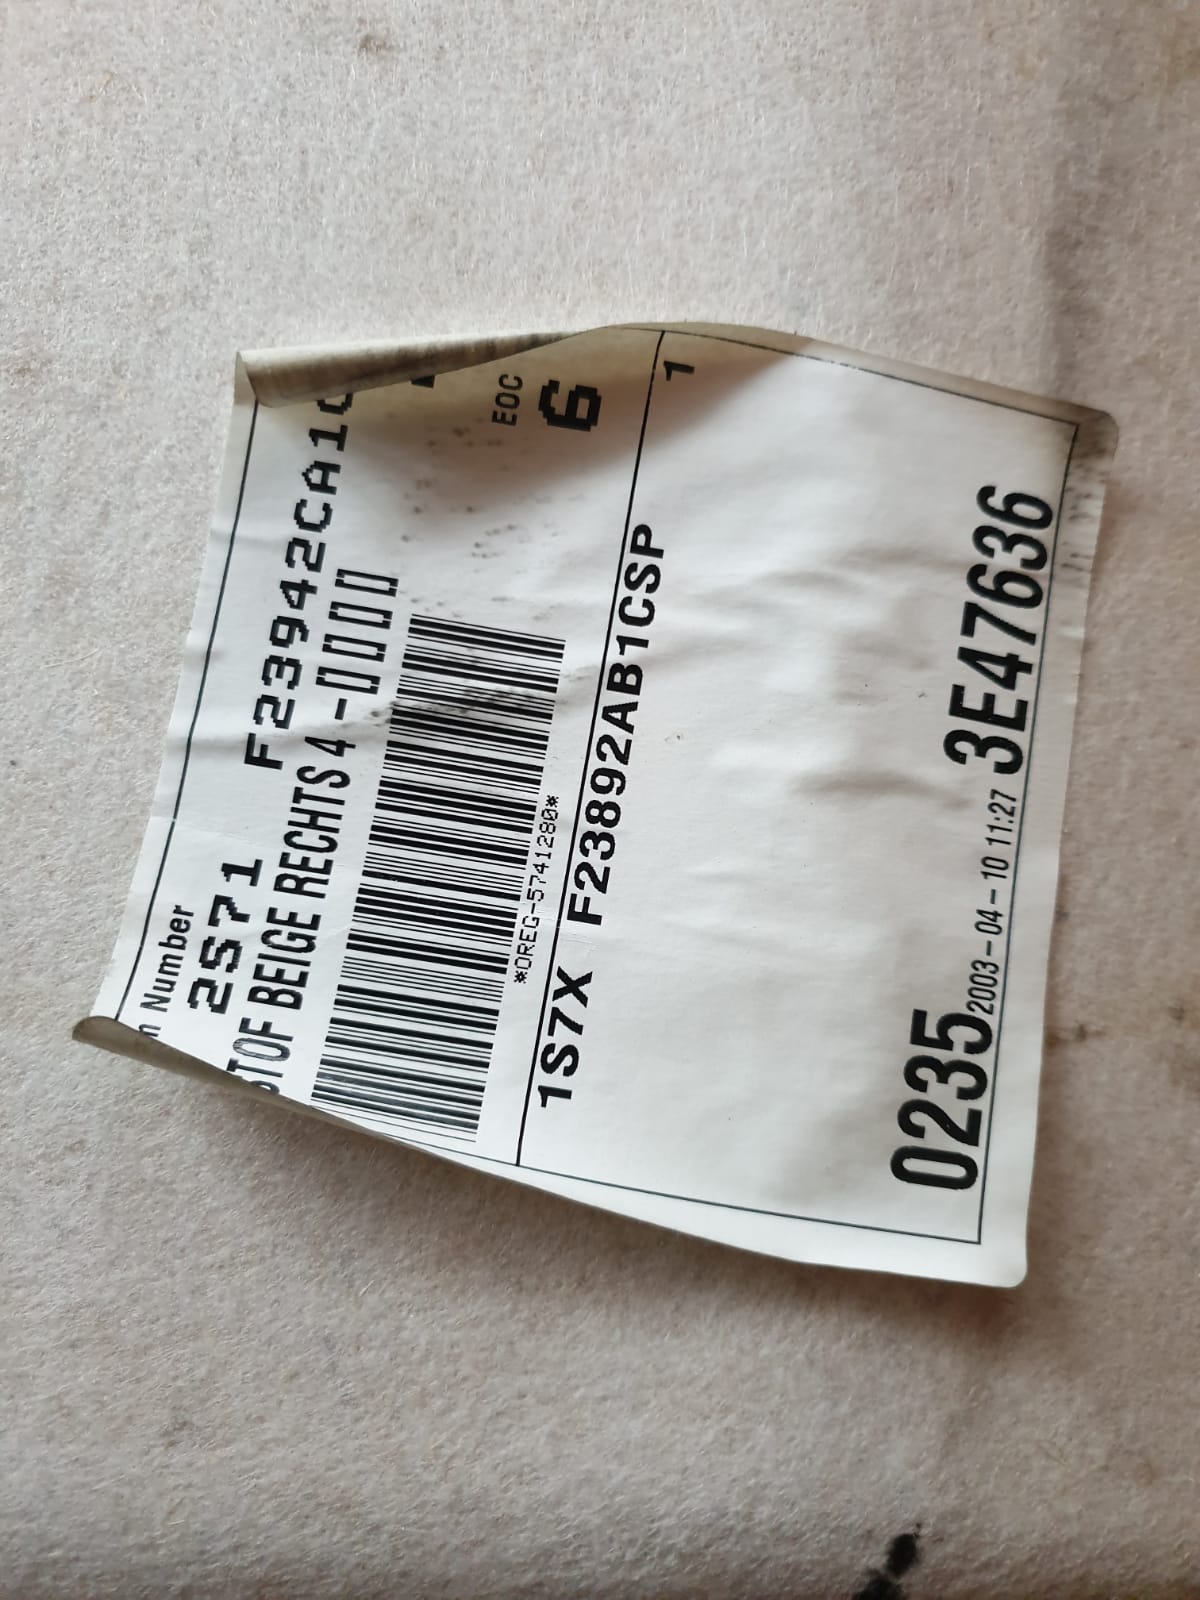 Number
2S71 F23942CA1C
STOF BEIGE RECHTS 4 -
EOC
6
*OREG-5741280*
1S7X F23892AB1CSP 1
0235 2003-04-10 11:27 3E47636